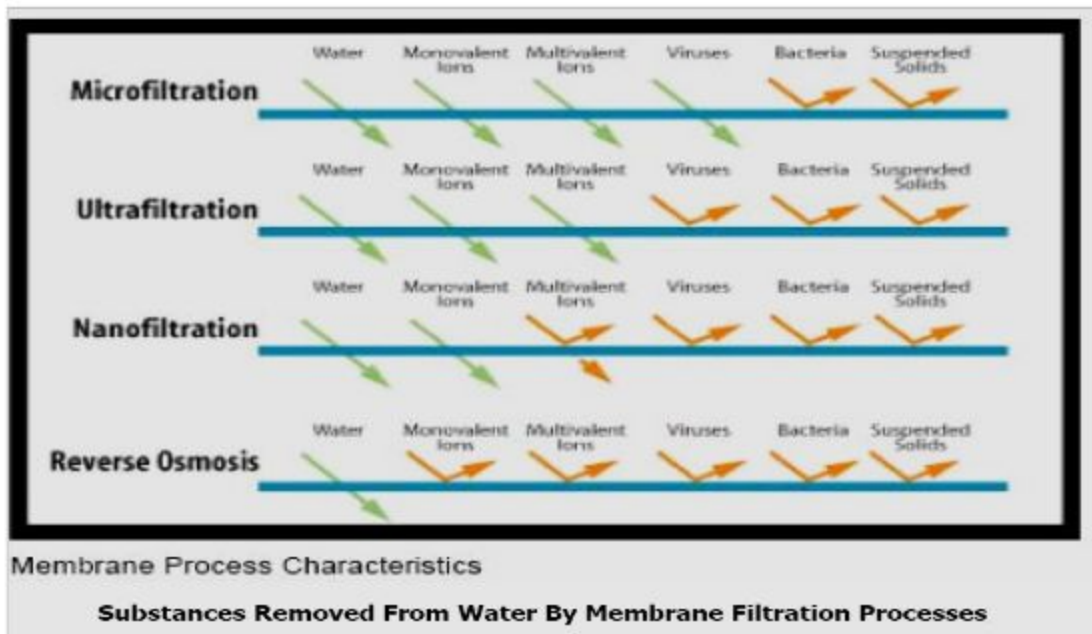 Water Monovalent Ions Multivalent Ions Viruses Bacteria Suspended Solids
Microfiltration
Water Monovalent Ions Multivalent Ions Viruses Bacteria Suspended Solids
Ultrafiltration
Water Monovalent Ions Multivalent Ions Viruses Bacteria Suspended Solids
Nanofiltration
Water Monovalent Ions Multivalent Ions Viruses Bacteria Suspended Solids
Reverse Osmosis
Membrane Process Characteristics
Substances Removed From Water By Membrane Filtration Processes